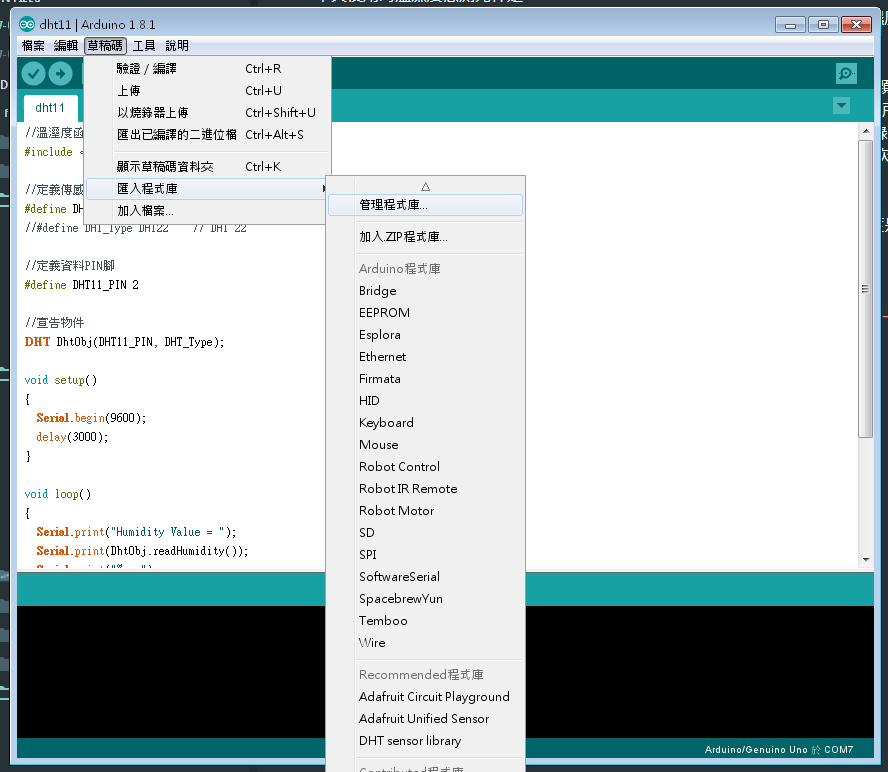 dht11 | Arduino 1.8.1
檔案 編輯 草稿碼 工具 說明
驗證 / 編譯 Ctrl+R
上傳 Ctrl+U
以燒錄器上傳 Ctrl+Shift+U
匯出已編譯的二進位檔 Ctrl+Alt+S
顯示草稿碼資料夾 Ctrl+K
匯入程式庫
加入檔案...
管理程式庫...
加入.ZIP程式庫...
Arduino程式庫
Bridge
EEPROM
Esplora
Ethernet
Firmata
HID
Keyboard
Mouse
Robot Control
Robot IR Remote
Robot Motor
SD
SPI
SoftwareSerial
SpacebrewYun
Temboo
Wire
Recommended程式庫
Adafruit Circuit Playground
Adafruit Unified Sensor
DHT sensor library
Contributed程式庫
dht11
//溫溼度函
#include <
//定義傳感
#define DH
//#define DHT_Type DHT22 // DHT 22
//定義資料PIN腳
#define DHT11_PIN 2
//宣告物件
DHT DhtObj(DHT11_PIN, DHT_Type);
void setup()
{
Serial.begin(9600);
delay(3000);
}
void loop()
{
Serial.print("Humidity Value = ");
Serial.print(DhtObj.readHumidity());
Arduino/Genuino Uno 於 COM7